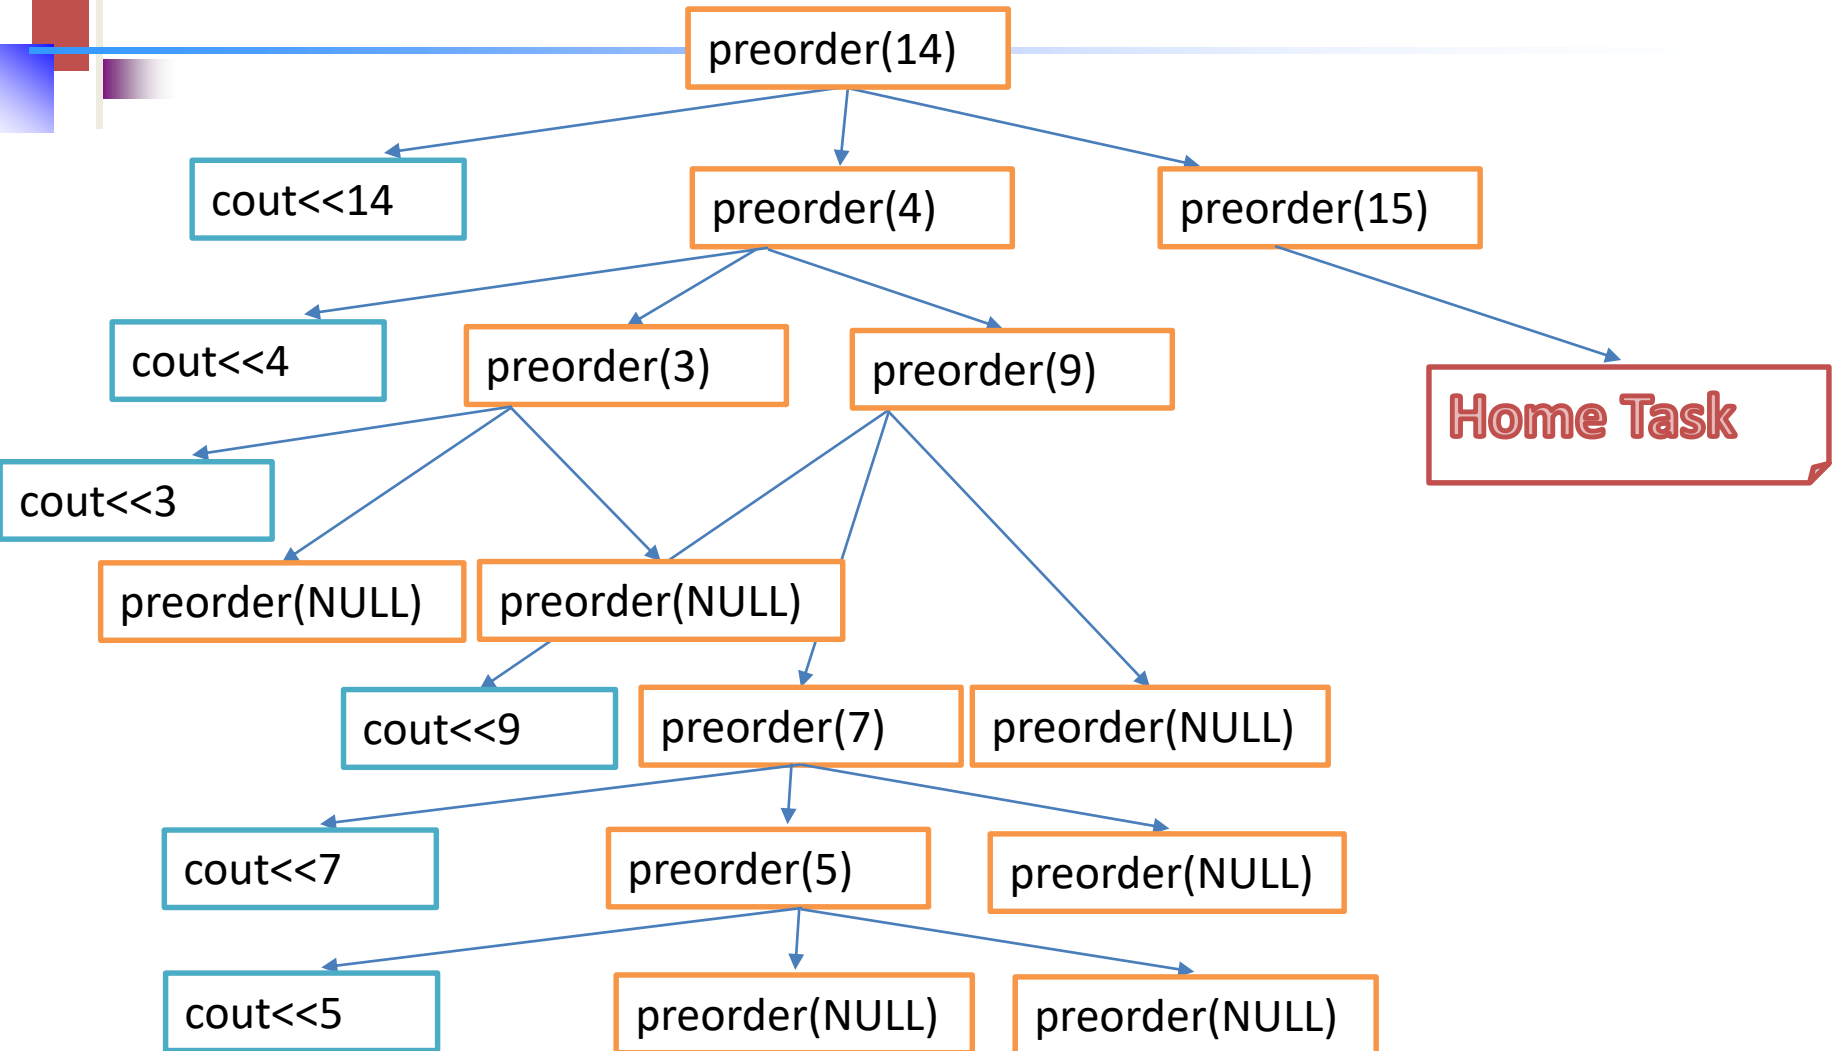 preorder(14)
cout<<14
preorder(4)
preorder(15)
cout<<4
preorder(3)
preorder(9)
Home Task
cout<<3
preorder(NULL)
preorder(NULL)
cout<<9
preorder(7)
preorder(NULL)
cout<<7
preorder(5)
preorder(NULL)
cout<<5
preorder(NULL)
preorder(NULL)